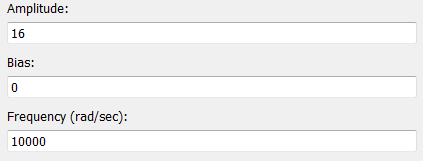 Amplitude:
16
Bias:
0
Frequency (rad/sec):
10000